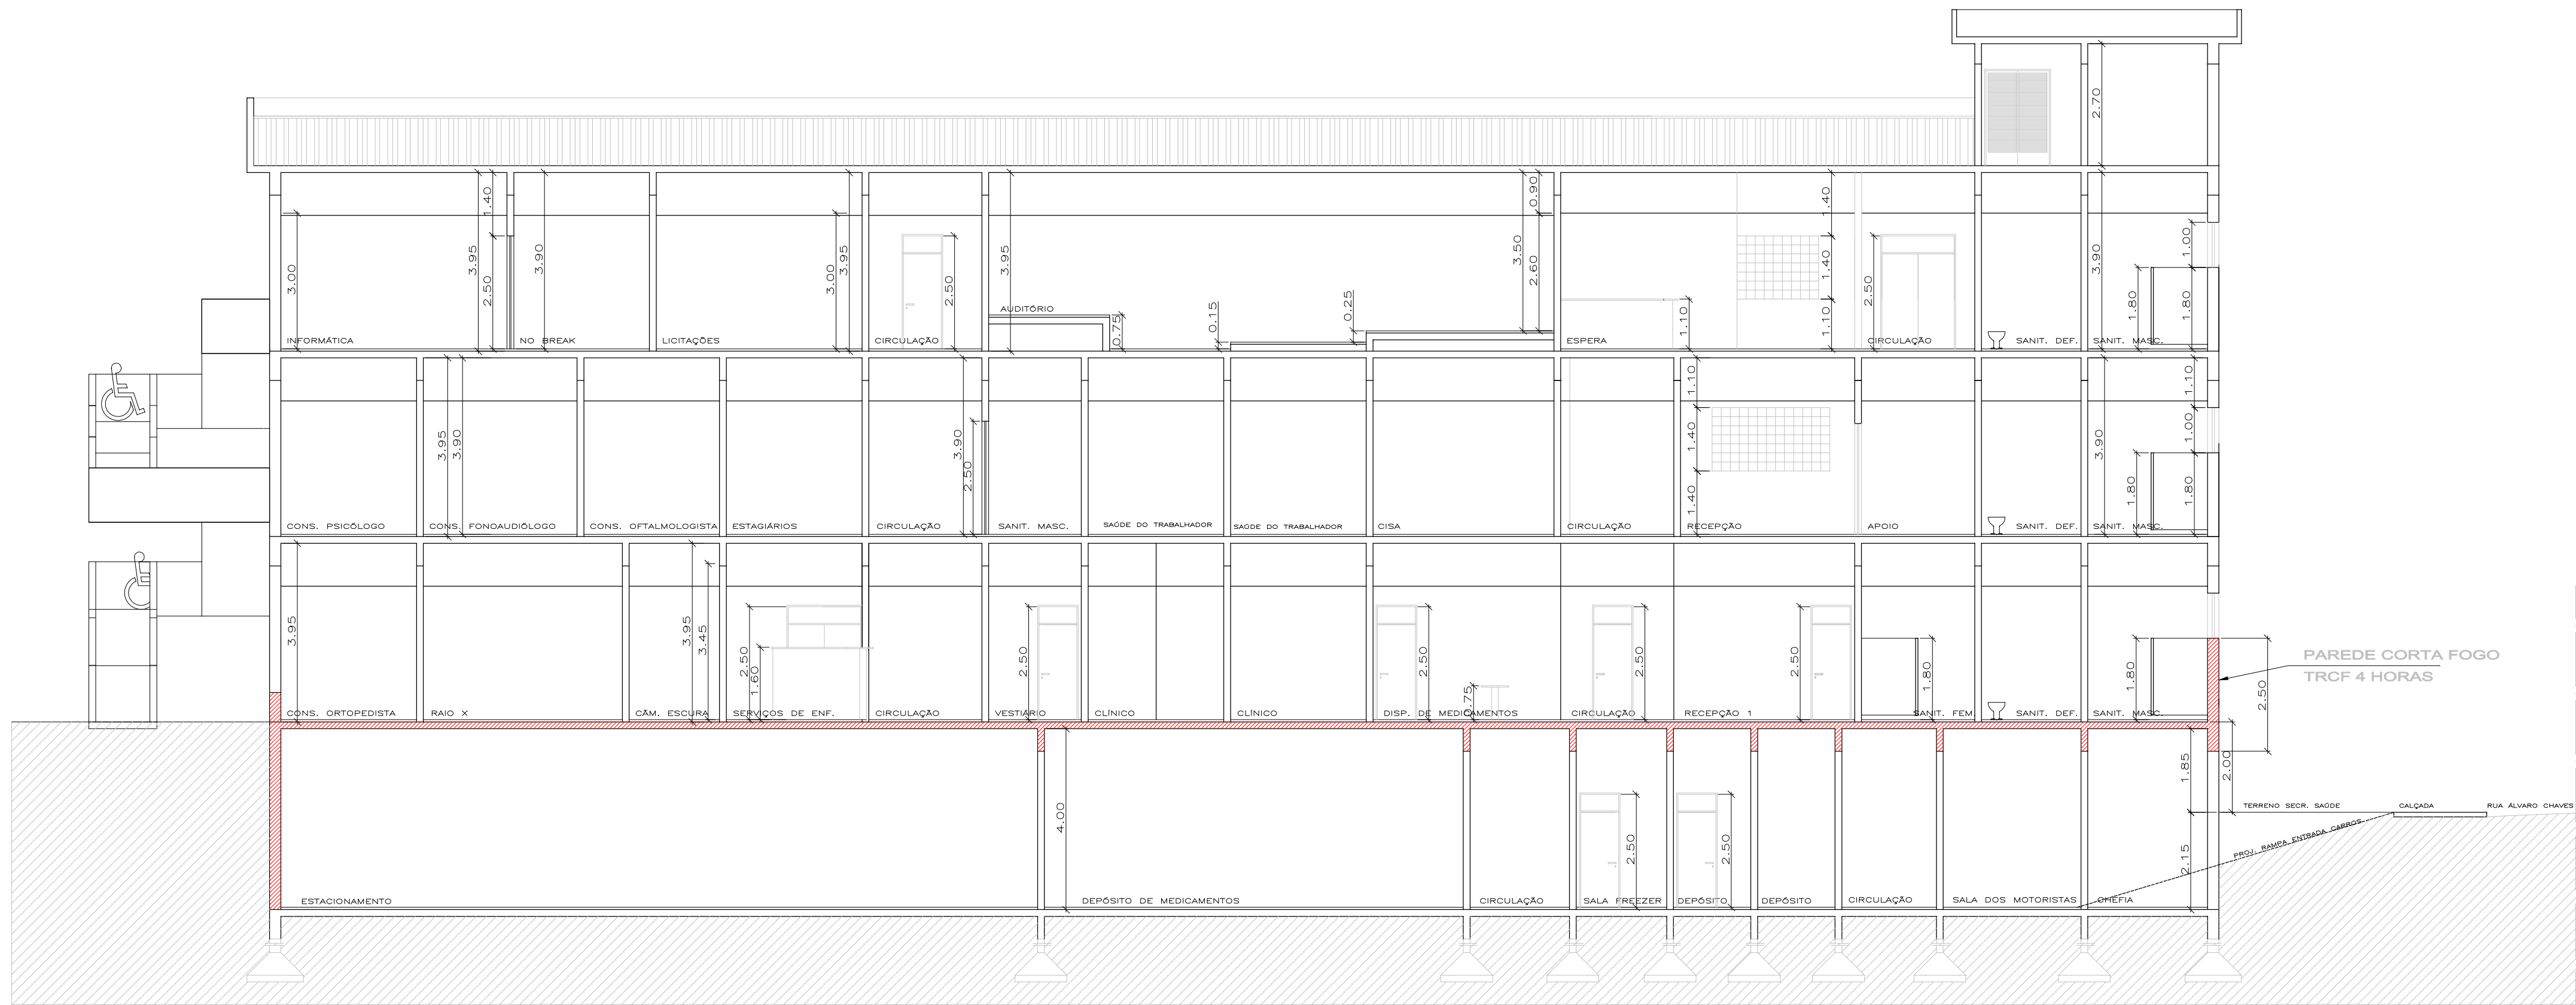 2.70
1.40
3.00
3.95
2.50
3.90
3.00
3.95
2.50
3.95
3.50
0.90
2.60
1.40
1.40
1.10
1.10
2.50
3.90
1.00
1.80
1.80
0.15
0.25
0.75
AUDITÓRIO
INFORMÁTICA
NO BREAK
LICITAÇÕES
CIRCULAÇÃO
ESPERA
CIRCULAÇÃO
SANIT. DEF.
SANIT. MASC.
3.95
3.90
3.90
2.50
1.10
1.40
1.40
3.90
1.10
1.00
1.80
1.80
CONS. PSICÓLOGO
CONS. FONOAUDIÓLOGO
CONS. OFTALMOLOGISTA
ESTAGIÁRIOS
CIRCULAÇÃO
SANIT. MASC.
SAÚDE DO TRABALHADOR
SAÚDE DO TRABALHADOR
CISA
CIRCULAÇÃO
RECEPÇÃO
APOIO
SANIT. DEF.
SANIT. MASC.
3.95
3.95
3.45
2.50
1.60
2.50
2.50
0.75
2.50
2.50
1.80
1.80
2.50
PAREDE CORTA FOGO
TRCF 4 HORAS
CONS. ORTOPEDISTA
RAIO X
CÂM. ESCURA
SERVIÇOS DE ENF.
CIRCULAÇÃO
VESTIÁRIO
CLÍNICO
CLÍNICO
DISP. DE MEDICAMENTOS
CIRCULAÇÃO
RECEPÇÃO 1
SANIT. FEM
SANIT. DEF.
SANIT. MASC.
4.00
2.50
2.50
1.85
2.00
2.15
TERRENO SECR. SAÚDE
CALÇADA
RUA ÁLVARO CHAVES
PROJ. RAMPA ENTRADA CARROS
ESTACIONAMENTO
DEPÓSITO DE MEDICAMENTOS
CIRCULAÇÃO
SALA FREEZER
DEPÓSITO
DEPÓSITO
CIRCULAÇÃO
SALA DOS MOTORISTAS
CHEFIA